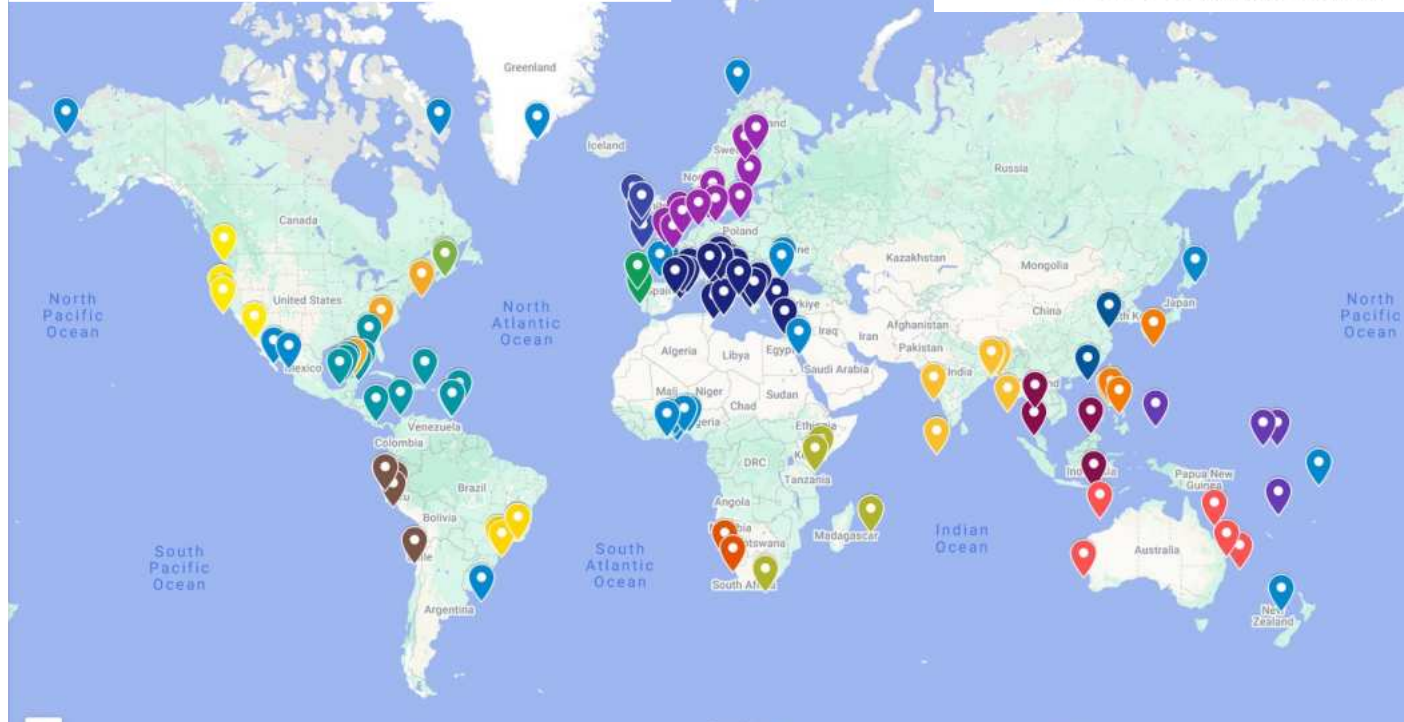 Greenland
Iceland
Russia
Canada
Poland
Kazakhstan
Mongolia
North
Pacific
Ocean
United States
North
Atlantic
Ocean
China
Japan
North
Pacific
Ocean
Afghanistan
Iraq
Iran
Pakistan
Algeria
Libya
Saudi Arabia
India
Mali
Niger
Sudan
Chad
Venezuela
Colombia
DRC
Tanzania
Papua New
Guinea
Brazil
Angola
Bolivia
Indian
Ocean
Madagascar
South
Pacific
Ocean
South
Atlantic
Ocean
Australia
Argentina
New
Zealand